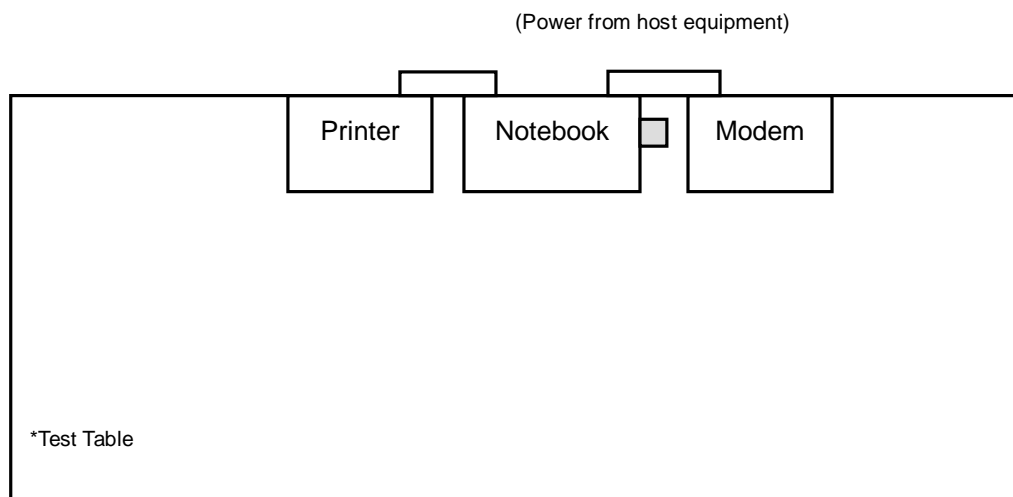 (Power from host equipment)
Printer Notebook Modem
*Test Table